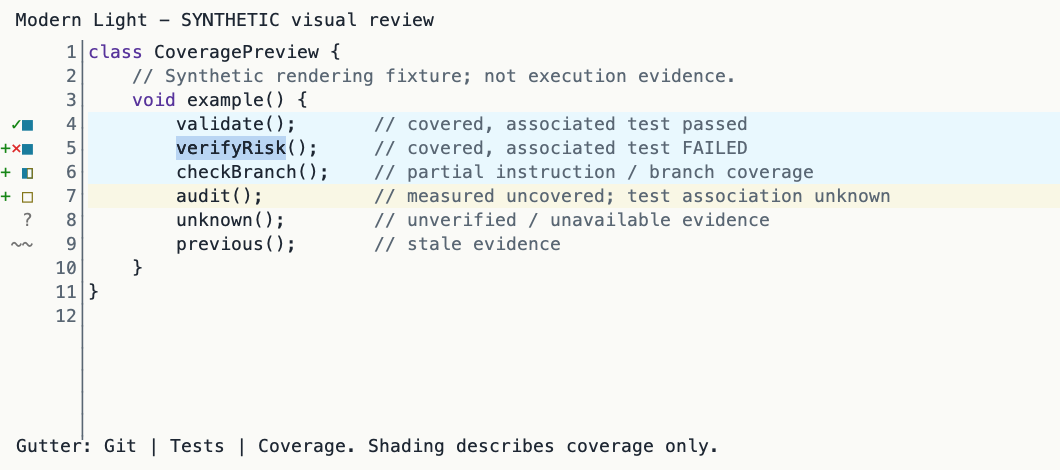 Modern Light – SYNTHETIC visual review
1 class CoveragePreview {
2 // Synthetic rendering fixture; not execution evidence.
3 void example() {
✓■ 4 validate(); // covered, associated test passed
+×■ 5 verifyRisk(); // covered, associated test FAILED
+ ◧ 6 checkBranch(); // partial instruction / branch coverage
+ □ 7 audit(); // measured uncovered; test association unknown
? 8 unknown(); // unverified / unavailable evidence
~~ 9 previous(); // stale evidence
10 }
11 }
12
Gutter: Git | Tests | Coverage. Shading describes coverage only.